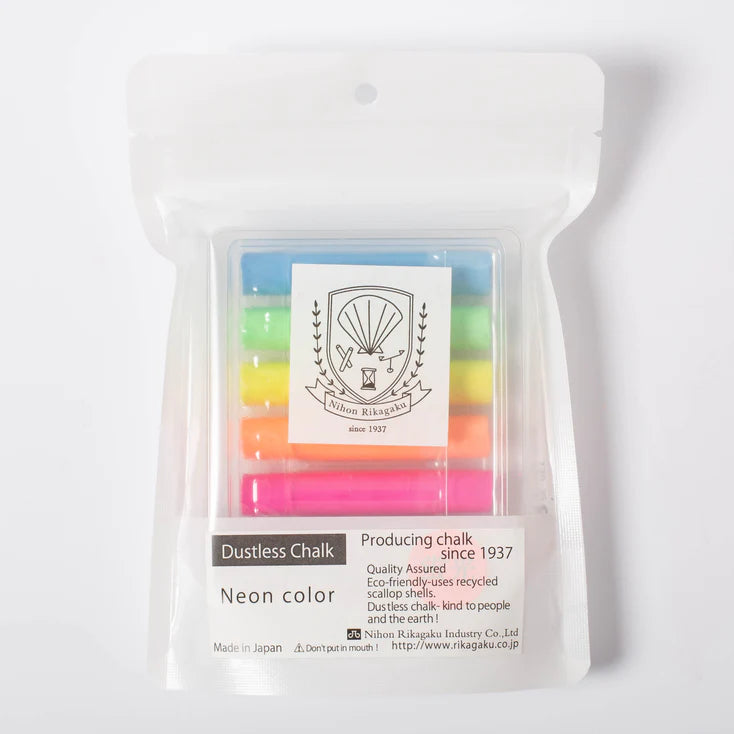 Nihon Rikagaku
since 1937
Dustless Chalk
Neon color
Producing chalk
since 1937
Quality Assured
Eco-friendly-uses recycled
scallop shells.
Dustless chalk- kind to people
and the earth !
Nihon Rikagaku Industry Co.,Ltd
Made in Japan ⚠Don't put in mouth ! http://www.rikagaku.co.jp